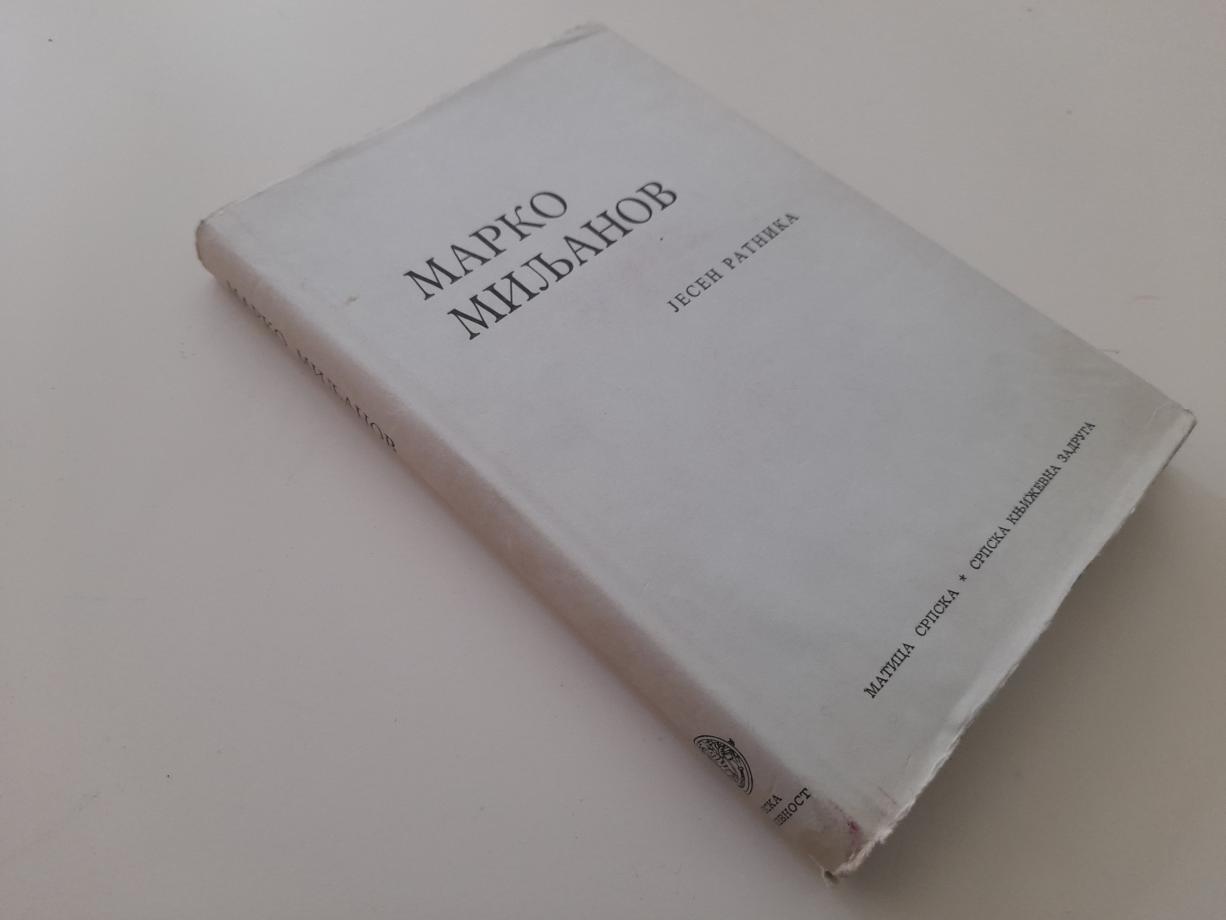 МАРКО
МИЉАНОВ
ЈЕСЕН РАТНИКА
МАТИЦА СРПСКА * СРПСКА КЊИЖЕВНА ЗАДРУГА
МАРКО МИЉАНОВ